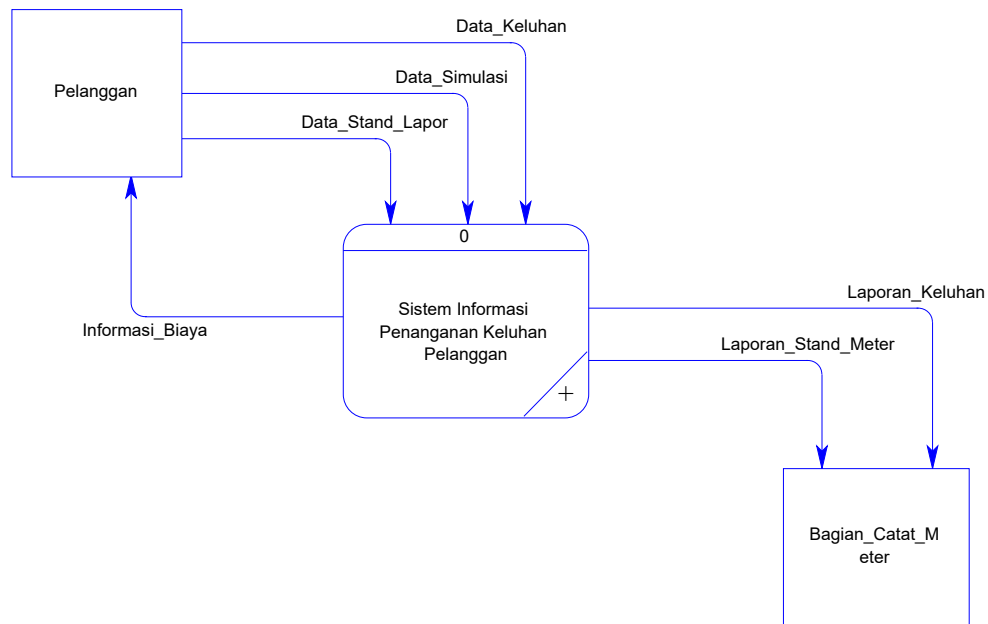 Data_Keluhan
Pelanggan
Data_Simulasi
Data_Stand_Lapor
0
Laporan_Keluhan
Sistem Informasi
Penanganan Keluhan
Pelanggan
Informasi_Biaya
Laporan_Stand_Meter
+
Bagian_Catat_M
eter